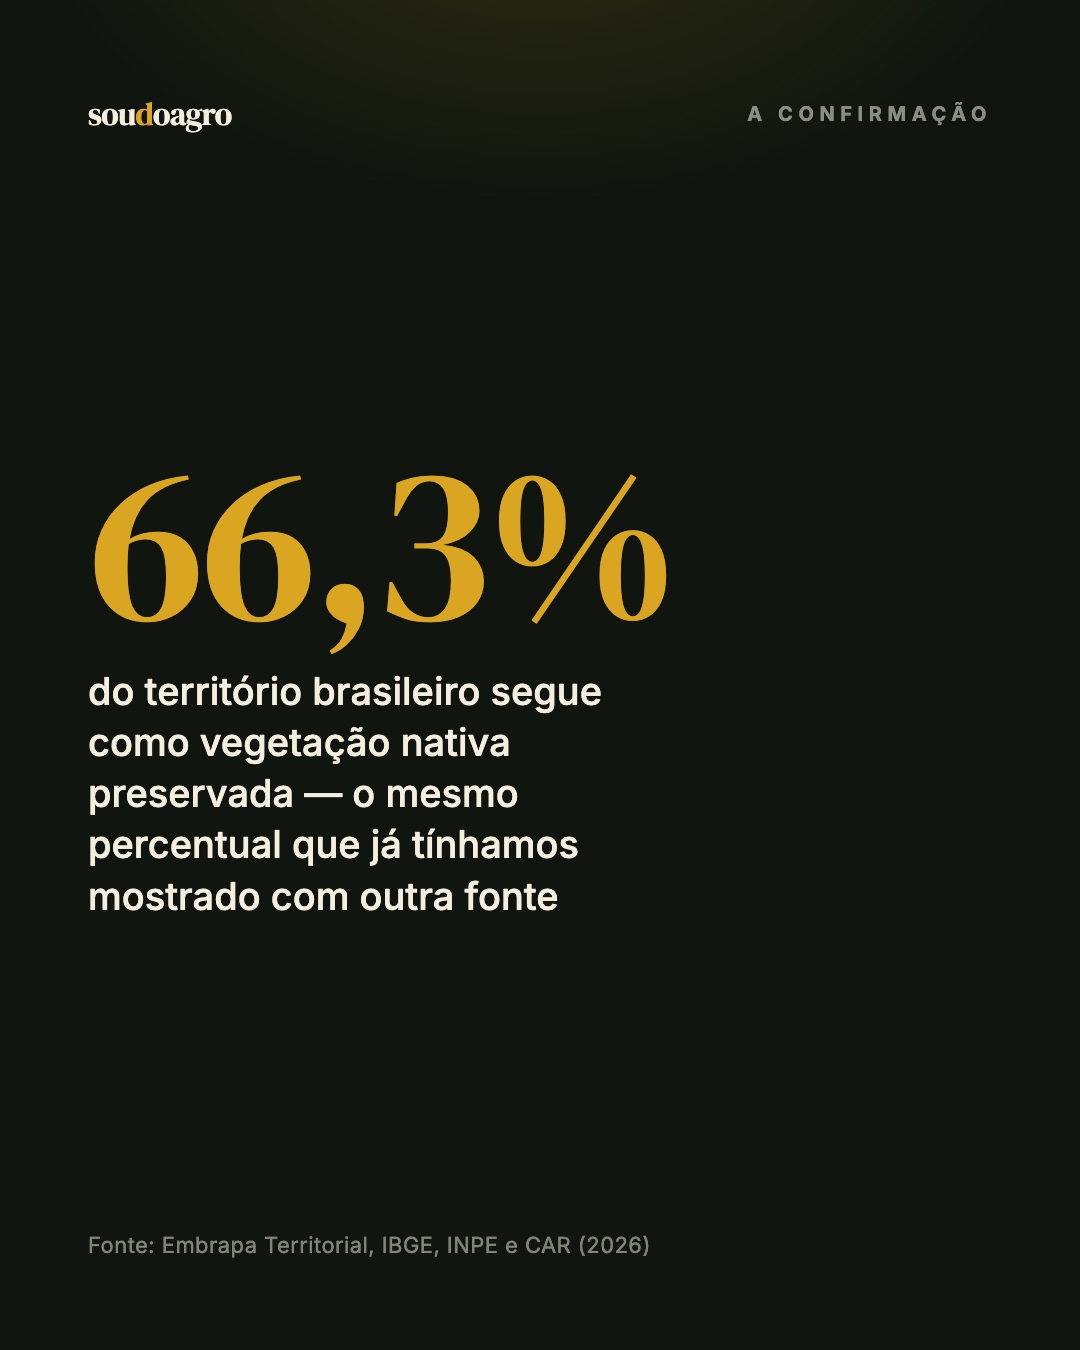 soudoagro
A CONFIRMAÇÃO
66,3%
do território brasileiro segue
como vegetação nativa
preservada — o mesmo
percentual que já tínhamos
mostrado com outra fonte
Fonte: Embrapa Territorial, IBGE, INPE e CAR (2026)